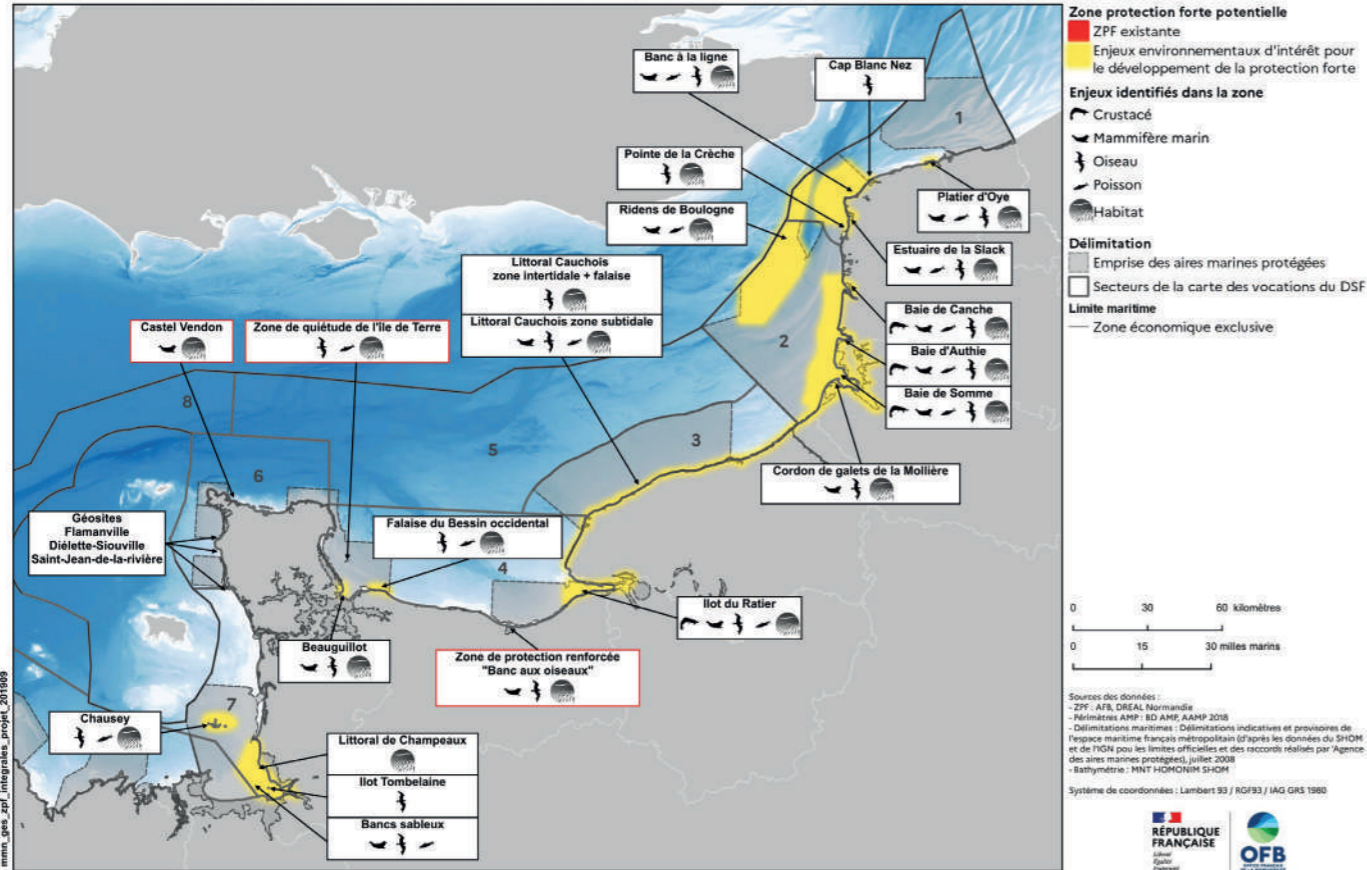 Banc à la ligne
Cap Blanc Nez
Pointe de la Crèche
Ridens de Boulogne
Platier d'Oye
Estuaire de la Slack
Littoral Cauchois
zone intertidale + falaise
Littoral Cauchois zone subtidale
Baie de Canche
Baie d'Authie
Baie de Somme
Castel Vendon
Zone de quiétude de l'île de Terre
Cordon de galets de la Mollière
Géosites
Flamanville
Diélette-Siouville
Saint-Jean-de-la-rivière
Falaise du Bessin occidental
Ilot du Ratier
Beauguillot
Zone de protection renforcée
"Banc aux oiseaux"
Chausey
Littoral de Champeaux
Ilot Tombelaine
Bancs sableux
1
2
3
4
5
6
7
8
mmn_ges_zpf_integrales_projet_201909
Zone protection forte potentielle
ZPF existante
Enjeux environnementaux d'intérêt pour
le développement de la protection forte
Enjeux identifiés dans la zone
Crustacé
Mammifère marin
Oiseau
Poisson
Habitat
Délimitation
Emprise des aires marines protégées
Secteurs de la carte des vocations du DSF
Limite maritime
Zone économique exclusive
0 30 60 kilomètres
0 15 30 milles marins
Sources des données :
- ZPF : AFB, DREAL Normandie
- Périmètres AMP : BD AMP, AAMP 2018
- Délimitations maritimes : Délimitations indicatives et provisoires de
l'espace maritime français métropolitain (d'après les données du SHOM
et de l'IGN pou les limites officielles et des raccords réalisés par 'Agence
des aires marines protégées), juillet 2008
- Bathymétrie : MNT HOMONIM SHOM
Système de coordonnées : Lambert 93 / RGF93 / IAG GRS 1980
RÉPUBLIQUE
FRANÇAISE
Liberté
Égalité
Fraternité
OFB